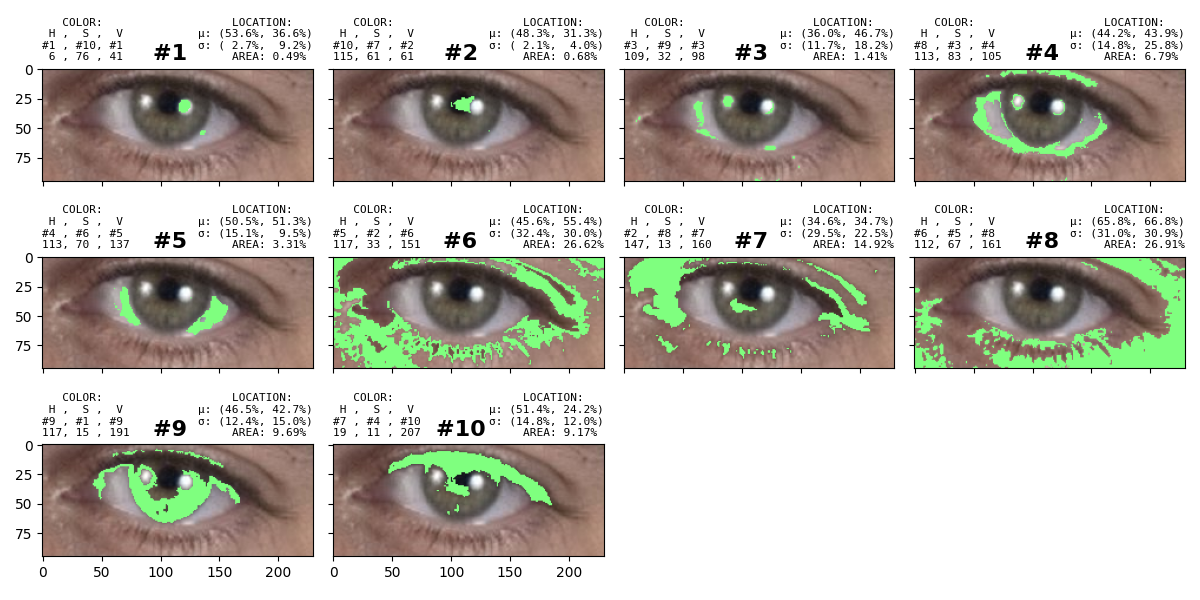 COLOR:
H , S , V
#1 , #10, #1
6 , 76 , 41
#1
LOCATION:
μ: (53.6%, 36.6%)
σ: ( 2.7%,  9.2%)
AREA: 0.49%
COLOR:
H , S , V
#10, #7 , #2
115, 61 , 61
#2
LOCATION:
μ: (48.3%, 31.3%)
σ: ( 2.1%,  4.0%)
AREA: 0.68%
COLOR:
H , S , V
#3 , #9 , #3
109, 32 , 98
#3
LOCATION:
μ: (36.0%, 46.7%)
σ: (11.7%, 18.2%)
AREA: 1.41%
COLOR:
H , S , V
#8 , #3 , #4
113, 83 , 105
#4
LOCATION:
μ: (44.2%, 43.9%)
σ: (14.8%, 25.8%)
AREA: 6.79%
0
25
50
75
COLOR:
H , S , V
#4 , #6 , #5
113, 70 , 137
#5
LOCATION:
μ: (50.5%, 51.3%)
σ: (15.1%,  9.5%)
AREA: 3.31%
COLOR:
H , S , V
#5 , #2 , #6
117, 33 , 151
#6
LOCATION:
μ: (45.6%, 55.4%)
σ: (32.4%, 30.0%)
AREA: 26.62%
COLOR:
H , S , V
#2 , #8 , #7
147, 13 , 160
#7
LOCATION:
μ: (34.6%, 34.7%)
σ: (29.5%, 22.5%)
AREA: 14.92%
COLOR:
H , S , V
#6 , #5 , #8
112, 67 , 161
#8
LOCATION:
μ: (65.8%, 66.8%)
σ: (31.0%, 30.9%)
AREA: 26.91%
0
25
50
75
COLOR:
H , S , V
#9 , #1 , #9
117, 15 , 191
#9
LOCATION:
μ: (46.5%, 42.7%)
σ: (12.4%, 15.0%)
AREA: 9.69%
COLOR:
H , S , V
#7 , #4 , #10
19 , 11 , 207
#10
LOCATION:
μ: (51.4%, 24.2%)
σ: (14.8%, 12.0%)
AREA: 9.17%
0
25
50
75
0 50 100 150 200
0 50 100 150 200